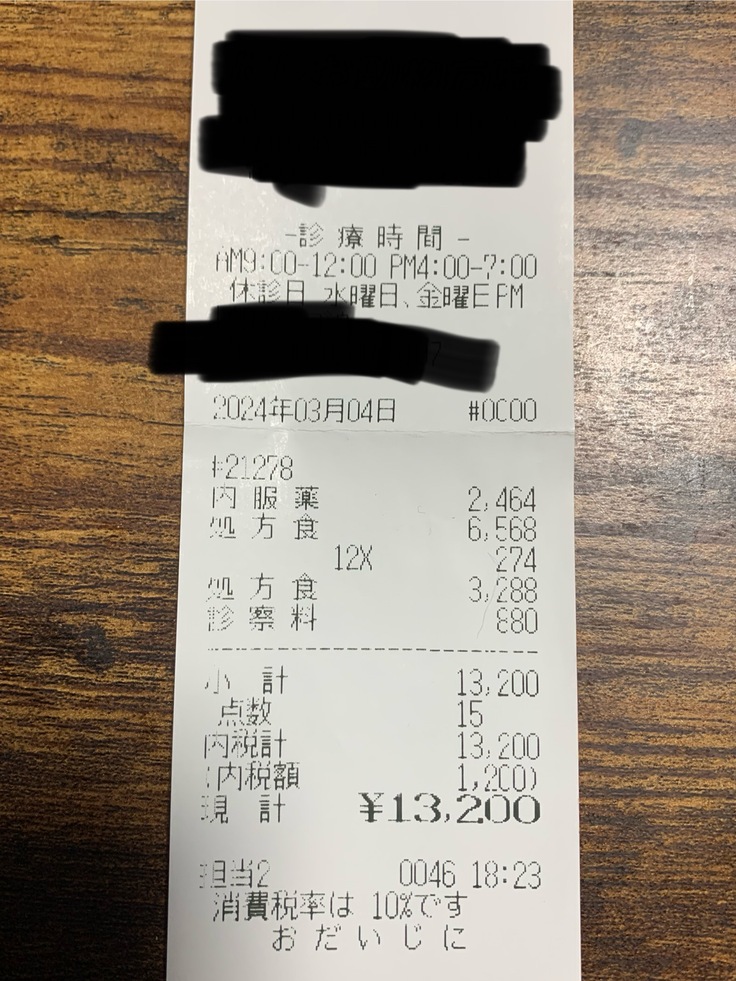 -診療時間-
AM9:00-12:00 PM4:00-7:00
休診日 水曜日、金曜日PM
2024年03月04日 #0000
#21278
内服薬 2,464
処方食 6,568
12X 274
処方食 3,288
診察料 880
小計 13,200
点数 15
内税計 13,200
(内税額 1,200)
現計 ¥13,200
担当2 0046 18:23
消費税率は 10%です
おだいじに